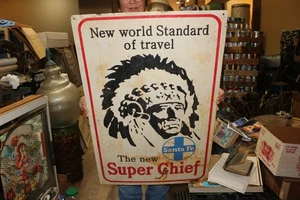 New world Standard
of travel
Santa Fe
The new
Super Chief